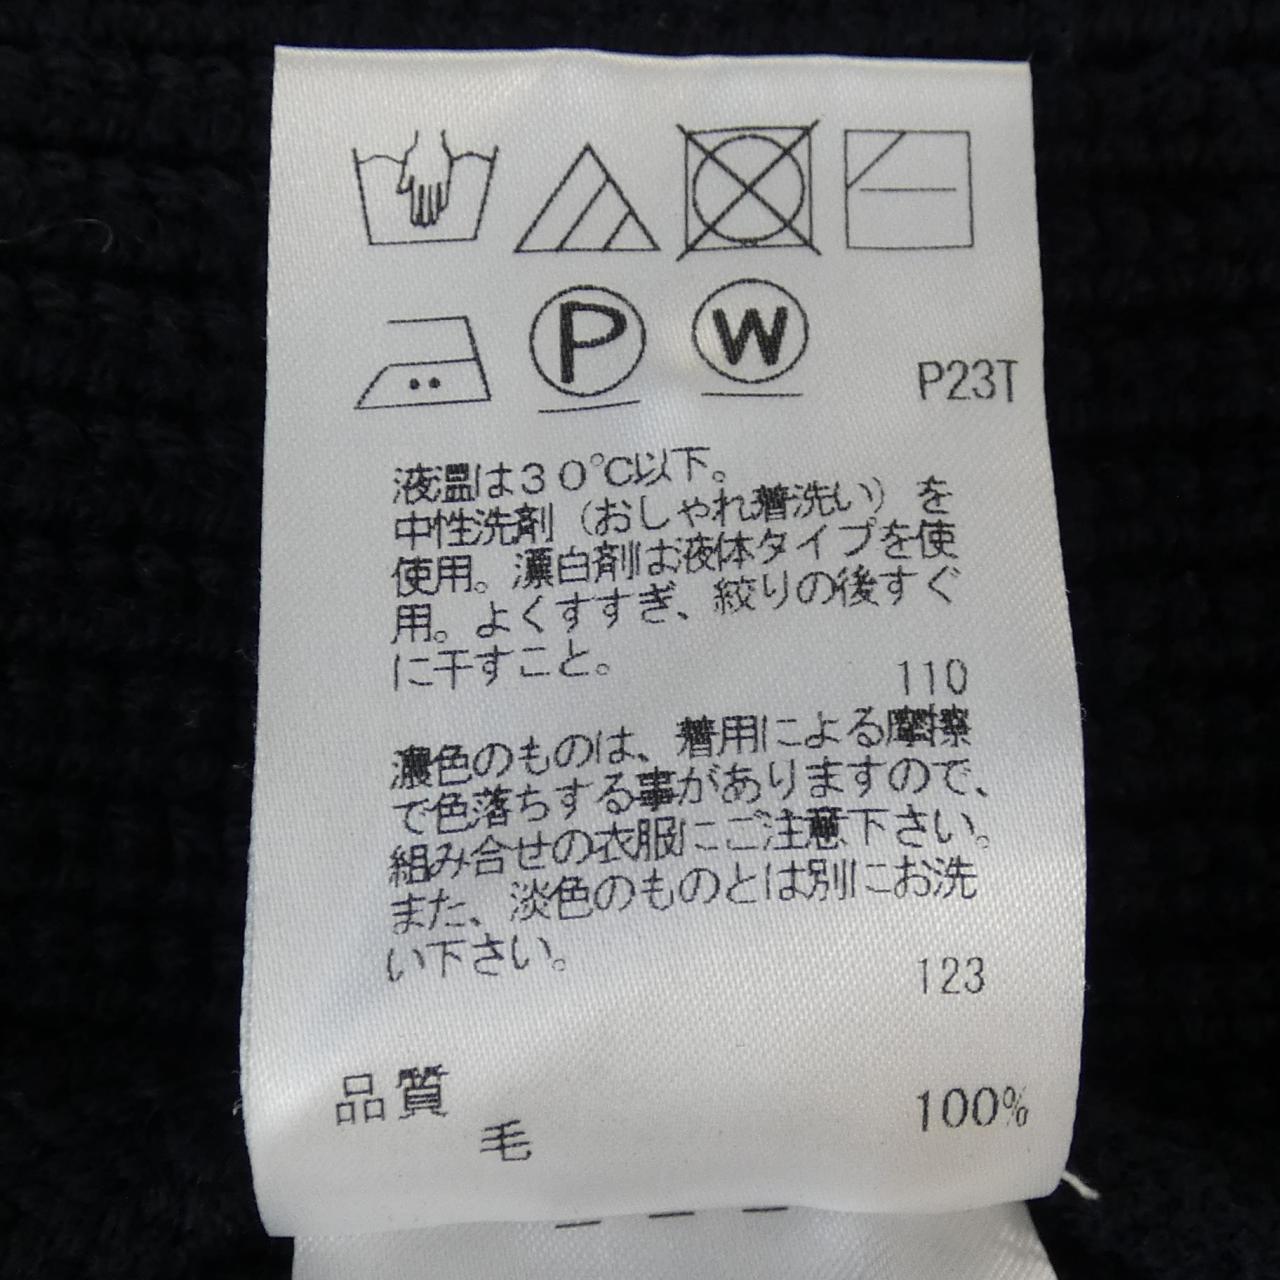 P W
P23T
液温は30℃以下。
中性洗剤（おしゃれ着洗い）を
使用。漂白剤は液体タイプを使
用。よくすすぎ、絞りの後すぐ
に干すこと。
110
濃色のものは、着用による摩擦
で色落ちする事がありますので、
組み合せの衣服にご注意下さい。
また、淡色のものとは別にお洗
い下さい。
123
品質
毛 100%